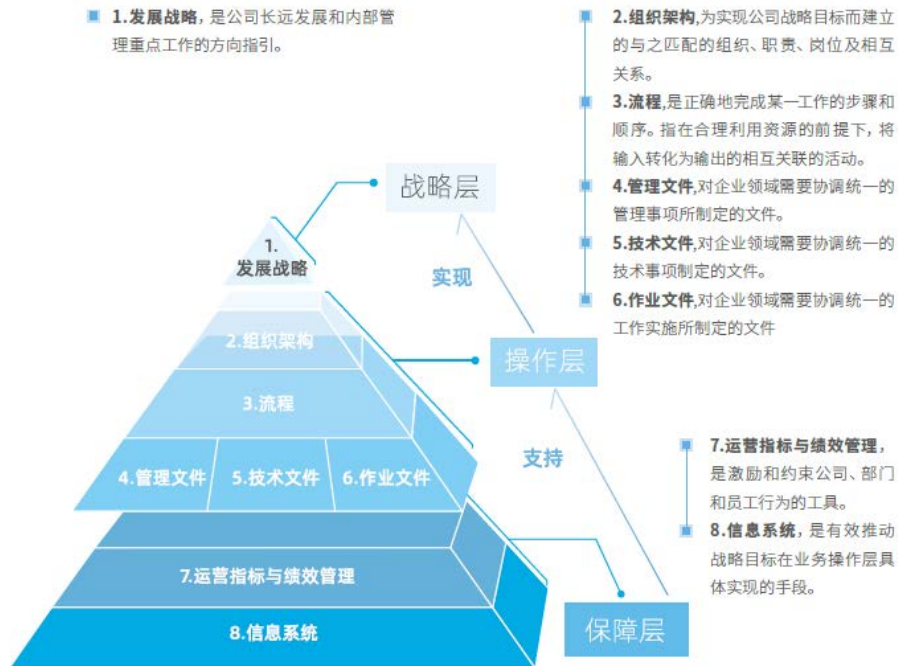 1.发展战略，是公司长远发展和内部管
理重点工作的方向指引。
2.组织架构,为实现公司战略目标而建立
的与之匹配的组织、职责、岗位及相互
关系。
3.流程,是正确地完成某一工作的步骤和
顺序。指在合理利用资源的前提下，将
输入转化为输出的相互关联的活动。
4.管理文件,对企业领域需要协调统一的
管理事项所制定的文件。
5.技术文件,对企业领域需要协调统一的
技术事项制定的文件。
6.作业文件,对企业领域需要协调统一的
工作实施所制定的文件
战略层
1.
发展战略
实现
2.组织架构
操作层
3.流程
支持
4.管理文件 5.技术文件 6.作业文件
7.运营指标与绩效管理，
是激励和约束公司、部门
和员工行为的工具。
8.信息系统，是有效推动
战略目标在业务操作层具
体实现的手段。
7.运营指标与绩效管理
8.信息系统
保障层